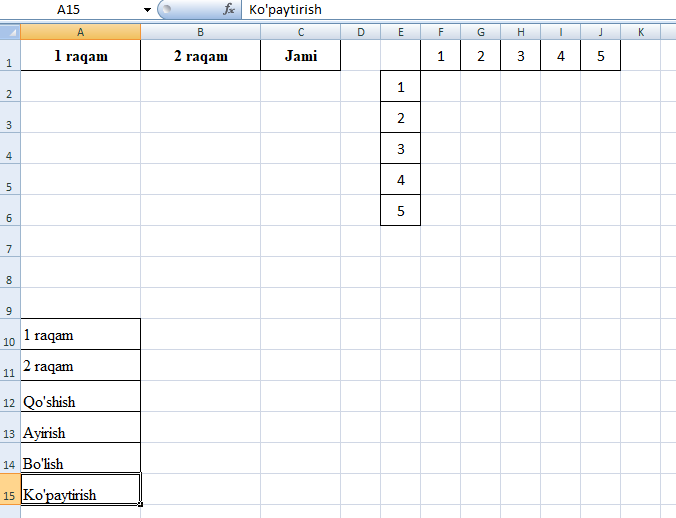 A15 fx Ko'paytirish
A B C D E F G H I J K
1 1 raqam 2 raqam Jami 1 2 3 4 5
2 1
3 2
4 3
5 4
6 5
7
8
9
10 1 raqam
11 2 raqam
12 Qo'shish
13 Ayirish
14 Bo'lish
15 Ko'paytirish